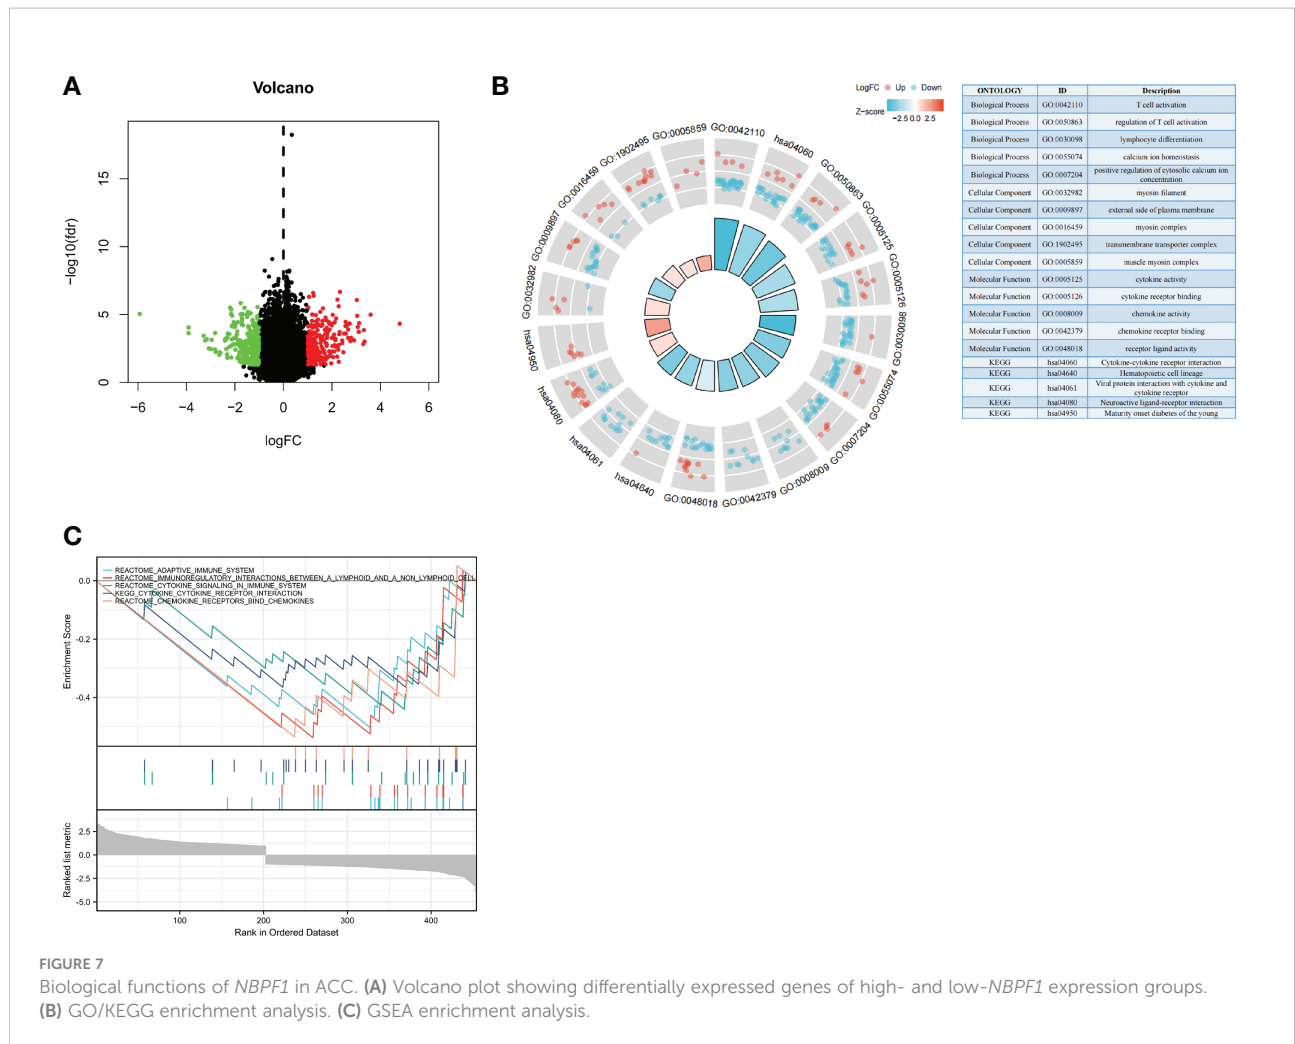 A
Volcano
−log10(fdr)
15
10
5
0
−6
−4
−2
0
2
4
6
logFC
B
LogFC Up Down
Z-score
−2.5 0.0 2.5
GO:0042110
hsa04060
GO:0050863
GO:0005125
GO:0005126
GO:0030098
GO:0055074
GO:0007204
GO:0008009
GO:0042379
GO:0048018
hsa04640
hsa04061
hsa04080
hsa04950
GO:0032982
GO:0009897
GO:0016459
GO:1902495
GO:0005859
ONTOLOGY ID Description
Biological Process GO:0042110 T cell activation
Biological Process GO:0050863 regulation of T cell activation
Biological Process GO:0030098 lymphocyte differentiation
Biological Process GO:0055074 calcium ion homeostasis
Biological Process GO:0007204 positive regulation of cytosolic calcium ion
concentration
Cellular Component GO:0032982 myosin filament
Cellular Component GO:0009897 external side of plasma membrane
Cellular Component GO:0016459 myosin complex
Cellular Component GO:1902495 transmembrane transporter complex
Cellular Component GO:0005859 muscle myosin complex
Molecular Function GO:0005125 cytokine activity
Molecular Function GO:0005126 cytokine receptor binding
Molecular Function GO:0008009 chemokine activity
Molecular Function GO:0042379 chemokine receptor binding
Molecular Function GO:0048018 receptor ligand activity
KEGG hsa04060 Cytokine-cytokine receptor interaction
KEGG hsa04640 Hematopoietic cell lineage
KEGG hsa04061 Viral protein interaction with cytokine and
cytokine receptor
KEGG hsa04080 Neuroactive ligand-receptor interaction
KEGG hsa04950 Maturity onset diabetes of the young
C
REACTOME_ADAPTIVE_IMMUNE_SYSTEM
REACTOME_IMMUNOREGULATORY_INTERACTIONS_BETWEEN_A_LYMPHOID_AND_A_NON_LYMPHOID_CELL
REACTOME_CYTOKINE_SIGNALING_IN_IMMUNE_SYSTEM
KEGG_CYTOKINE_CYTOKINE_RECEPTOR_INTERACTION
REACTOME_CHEMOKINE_RECEPTORS_BIND_CHEMOKINES
Enrichment Score
0.0
-0.2
-0.4
Ranked list metric
2.5
0.0
-2.5
-5.0
100
200
300
400
Rank in Ordered Dataset
FIGURE 7
Biological functions of NBPF1 in ACC. (A) Volcano plot showing differentially expressed genes of high- and low-NBPF1 expression groups.
(B) GO/KEGG enrichment analysis. (C) GSEA enrichment analysis.